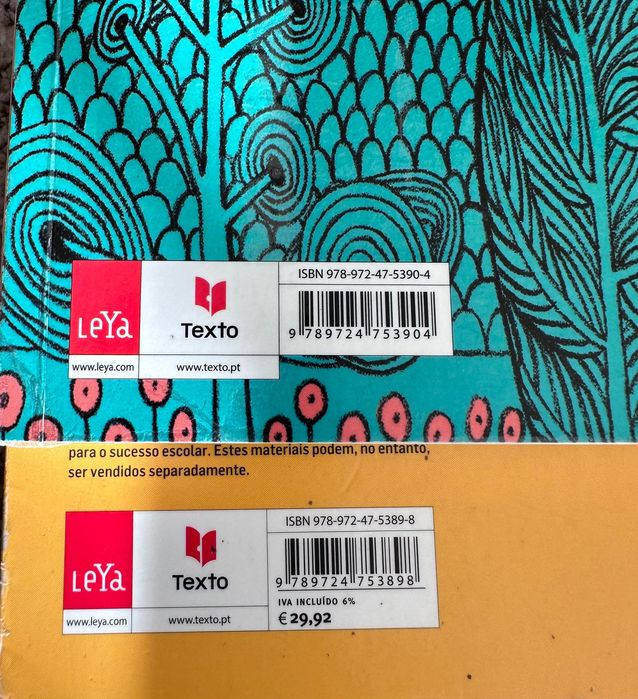 ISBN 978-972-47-5390-4
LeYa
Texto
9 789724 753904
www.leya.com
www.texto.pt
para o sucesso escolar. Estes materiais podem, no entanto,
ser vendidos separadamente.
ISBN 978-972-47-5389-8
LeYa
Texto
9 789724 753898
IVA INCLUÍDO 6%
€29,92
www.leya.com
www.texto.pt